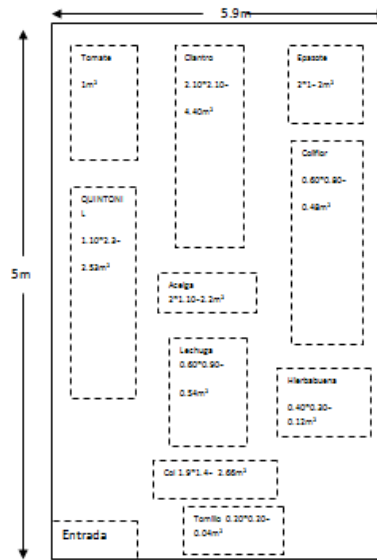 5.9m
Tomate
1m²
Cilantro
2.10*2.10-
4.40m²
Epasote
2*1- 2m²
Coliflor
0.60*0.80-
0.48m²
QUINTONI
L
1.10*2.3-
2.53m²
5m
Acelga
2*1.10-2.2m²
Lechuga
0.60*0.90-
0.54m²
Hierbabuena
0.40*0.30-
0.12m²
Col 1.9*1.4- 2.66m²
Tomillo 0.20*0.20-
0.04m²
Entrada